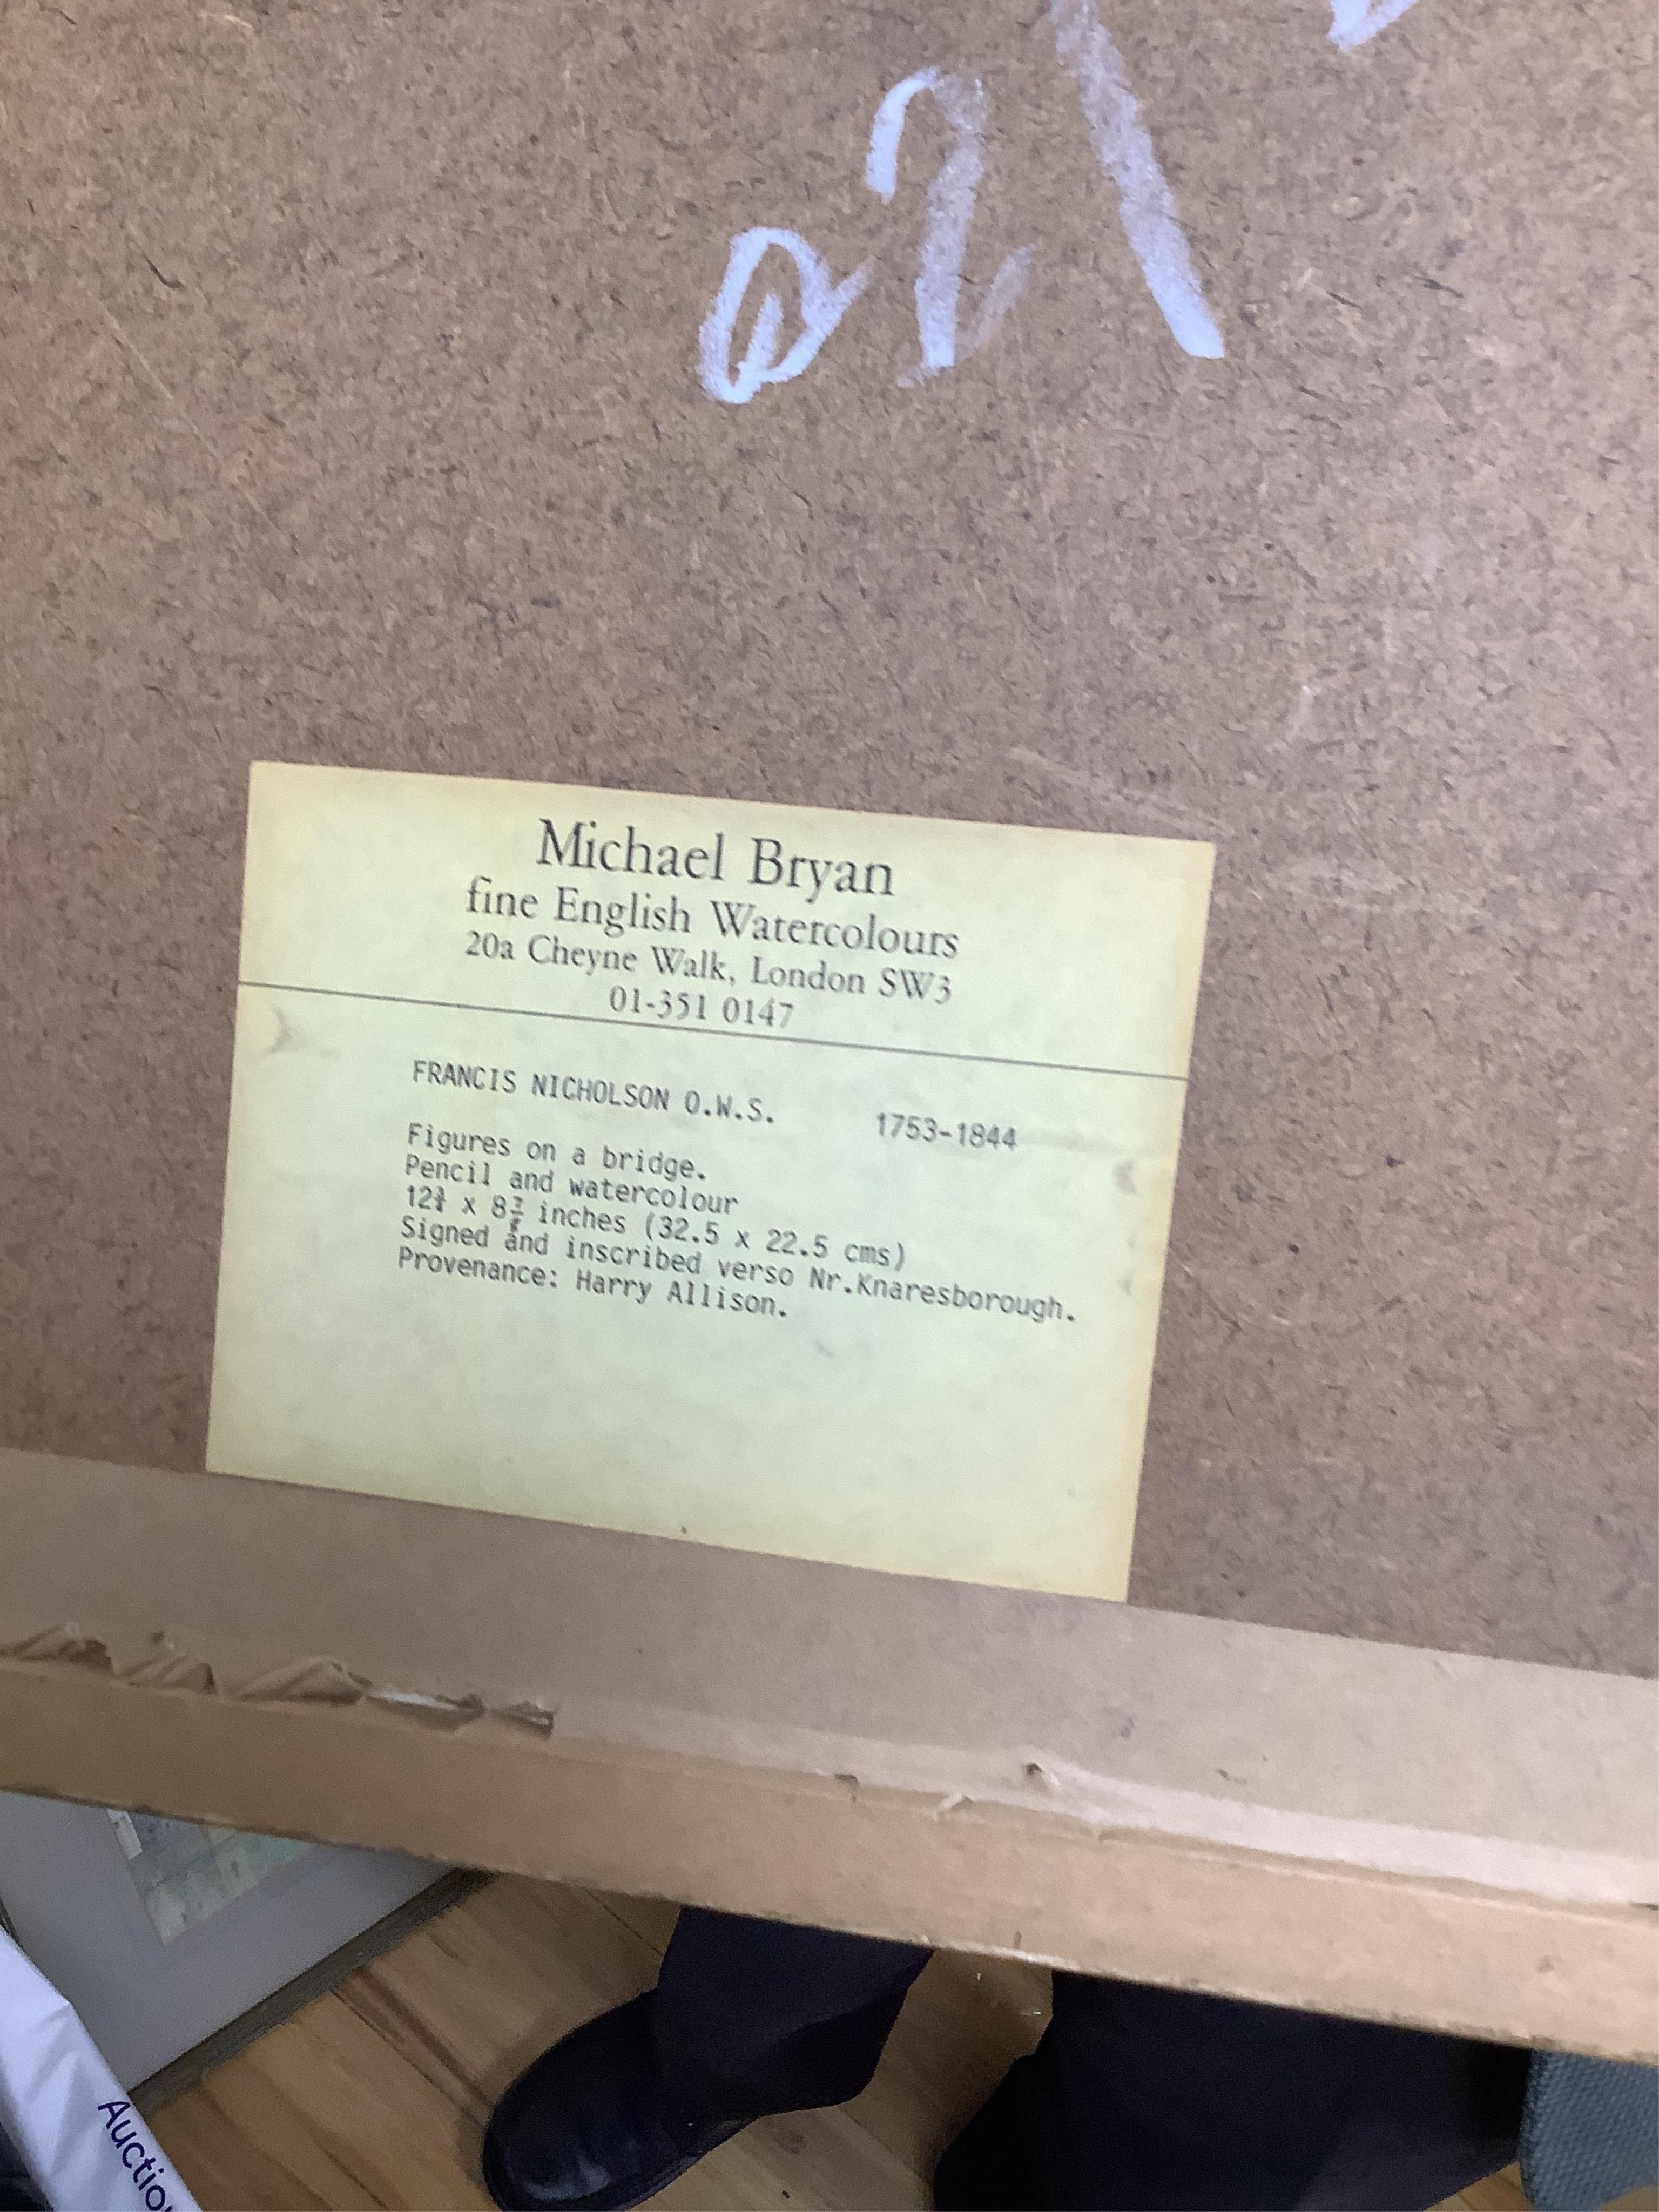 Michael Bryan
fine English Watercolours
20a Cheyne Walk, London SW3
01-351 0147
FRANCIS NICHOLSON O.W.S. 1753-1844
Figures on a bridge.
Pencil and watercolour
12¾ x 8⅞ inches (32.5 x 22.5 cms)
Signed and inscribed verso Nr.Knaresborough.
Provenance: Harry Allison.